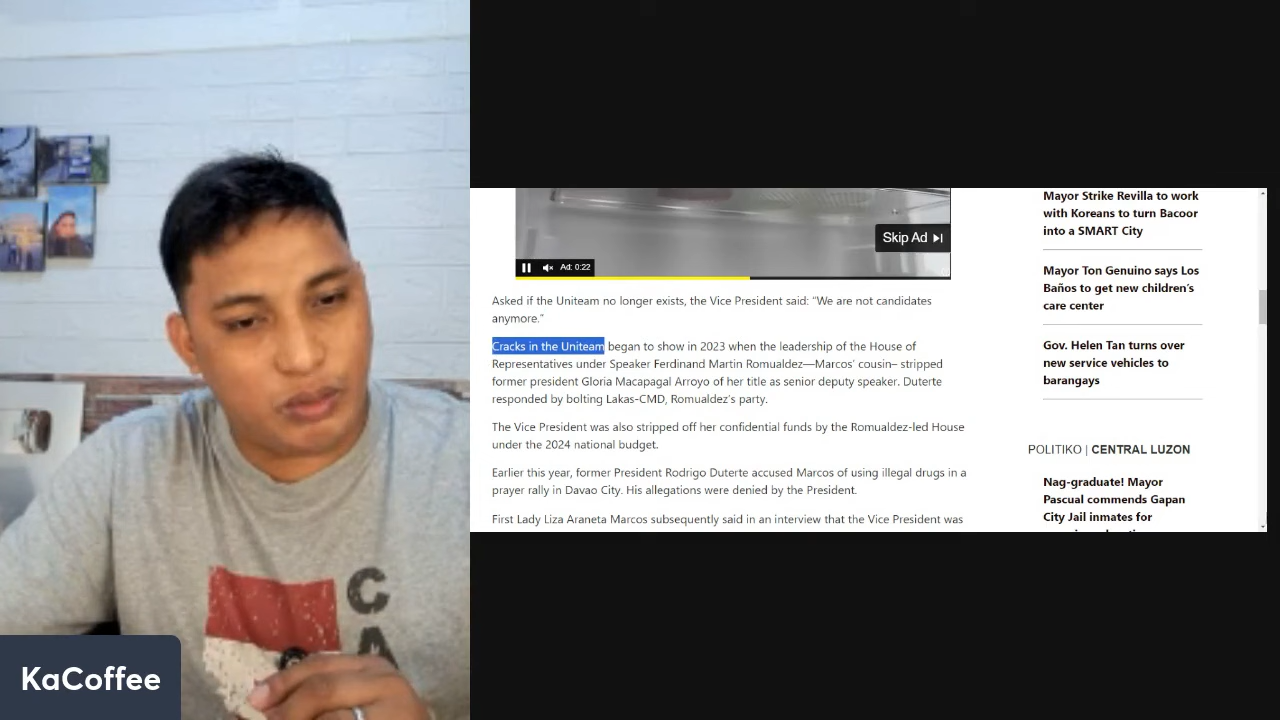 C
A
KaCoffee
Skip Ad
Ad: 0:22
Asked if the Uniteam no longer exists, the Vice President said: “We are not candidates
anymore.”
Cracks in the Uniteam began to show in 2023 when the leadership of the House of
Representatives under Speaker Ferdinand Martin Romualdez—Marcos’ cousin– stripped
former president Gloria Macapagal Arroyo of her title as senior deputy speaker. Duterte
responded by bolting Lakas-CMD, Romualdez’s party.
The Vice President was also stripped off her confidential funds by the Romualdez-led House
under the 2024 national budget.
Earlier this year, former President Rodrigo Duterte accused Marcos of using illegal drugs in a
prayer rally in Davao City. His allegations were denied by the President.
First Lady Liza Araneta Marcos subsequently said in an interview that the Vice President was
Mayor Strike Revilla to work
with Koreans to turn Bacoor
into a SMART City
Mayor Ton Genuino says Los
Baños to get new children’s
care center
Gov. Helen Tan turns over
new service vehicles to
barangays
POLITIKO | CENTRAL LUZON
Nag-graduate! Mayor
Pascual commends Gapan
City Jail inmates for